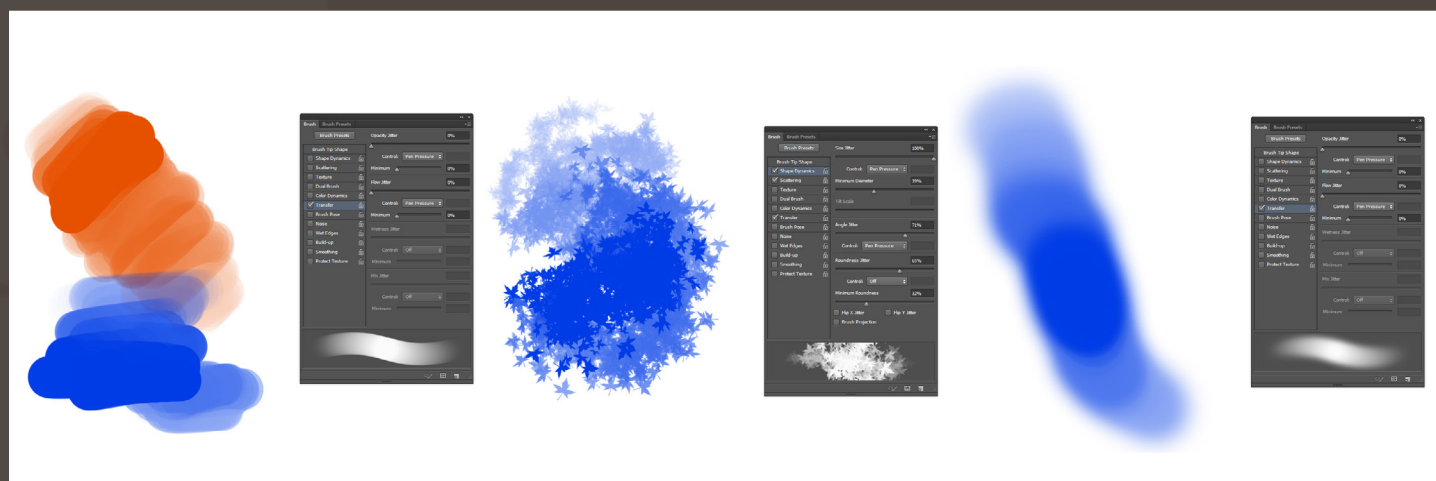 Brush Brush Presets
Brush Presets Opacity Jitter 0%
Brush Tip Shape
Shape Dynamics Control: Pen Pressure
Scattering Minimum 0%
Texture
Dual Brush Flow Jitter 0%
Color Dynamics
Transfer Control: Pen Pressure
Brush Pose Minimum 0%
Noise
Wet Edges Wetness Jitter
Build-up
Smoothing Control: Off
Protect Texture Minimum
Mix Jitter
Control: Off
Minimum
Brush Brush Presets
Brush Presets Size Jitter 100%
Brush Tip Shape
Shape Dynamics Control: Pen Pressure
Scattering Minimum Diameter 39%
Texture
Dual Brush Tilt Scale
Color Dynamics
Transfer
Brush Pose Angle Jitter 71%
Noise
Wet Edges Control: Pen Pressure
Build-up
Smoothing Roundness Jitter
Protect Texture
Control: Off
Minimum Roundness 32%
Flip X Jitter Flip Y Jitter
Brush Projection
Brush Brush Presets
Brush Presets Opacity Jitter 0%
Brush Tip Shape
Shape Dynamics Control: Pen Pressure
Scattering Minimum 0%
Texture
Dual Brush Flow Jitter 0%
Color Dynamics
Transfer Control: Pen Pressure
Brush Pose Minimum 0%
Noise
Wet Edges Wetness Jitter
Build-up
Smoothing Control: Off
Protect Texture Minimum
Mix Jitter
Control: Off
Minimum